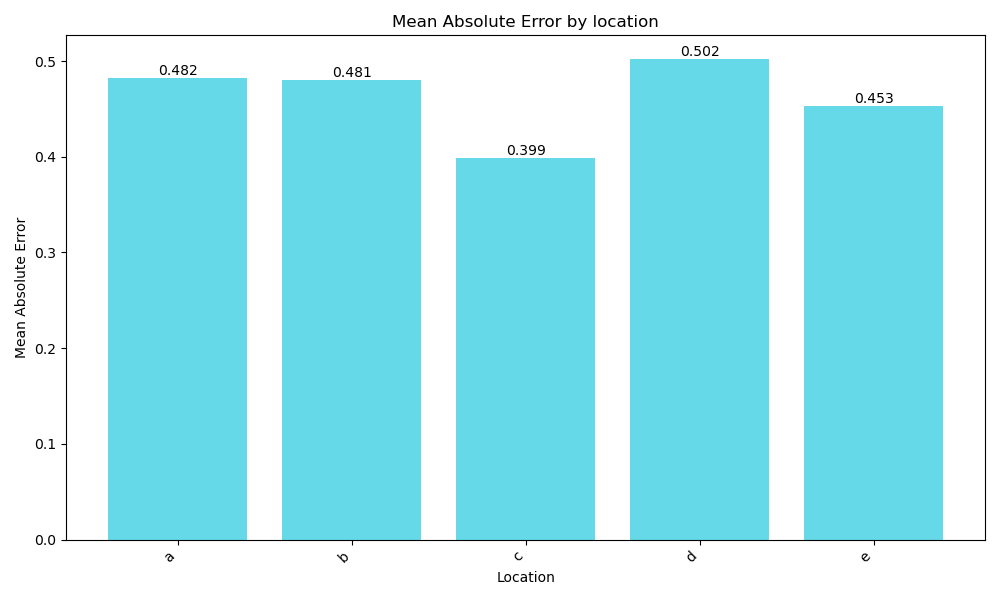 Mean Absolute Error by location
Mean Absolute Error
0.5
0.4
0.3
0.2
0.1
0.0
0.482
0.481
0.399
0.502
0.453
a
b
c
d
e
Location